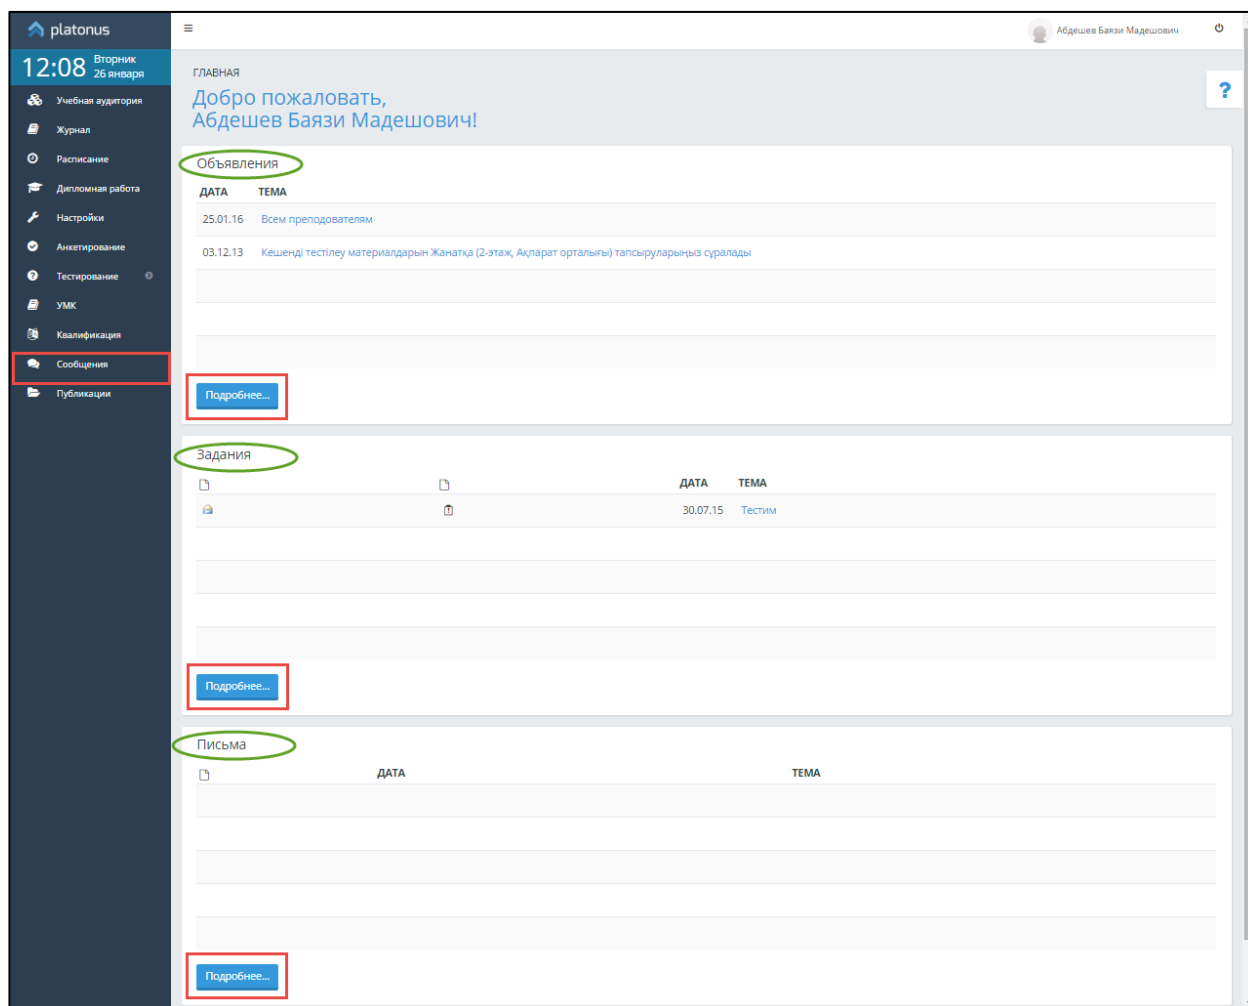 platonus
Абдешев Баязи Мадешович
12:08 Вторник
26 января
Учебная аудитория
Журнал
Расписание
Дипломная работа
Настройки
Анкетирование
Тестирование
УМК
Квалификация
Сообщения
Публикации
ГЛАВНАЯ
Добро пожаловать,
Абдешев Баязи Мадешович!
?
Объявления
ДАТА ТЕМА
25.01.16 Всем преподователям
03.12.13 Кешенді тестілеу материалдарын Жанатқа (2-этаж, Ақпарат орталығы) тапсыруларыңыз сұралады
Подробнее...
Задания
ДАТА ТЕМА
30.07.15 Тестим
Подробнее...
Письма
ДАТА ТЕМА
Подробнее...